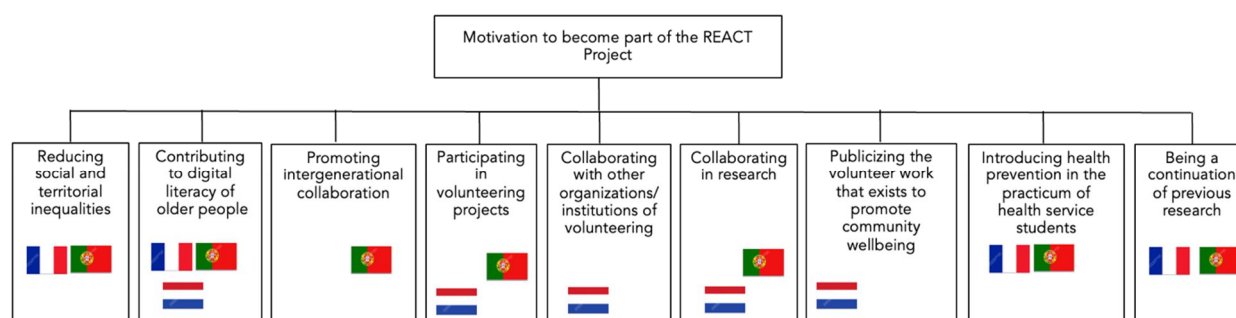 Motivation to become part of the REACT
Project
Reducing
social and
territorial
inequalities
Contributing
to digital
literacy of
older people
Promoting
intergenerational
collaboration
Participating
in
volunteering
projects
Collaborating
with other
organizations/
institutions of
volunteering
Collaborating
in research
Publicizing the
volunteer work
that exists to
promote
community
wellbeing
Introducing health
prevention in the
practicum of
health service
students
Being a
continuation
of previous
research